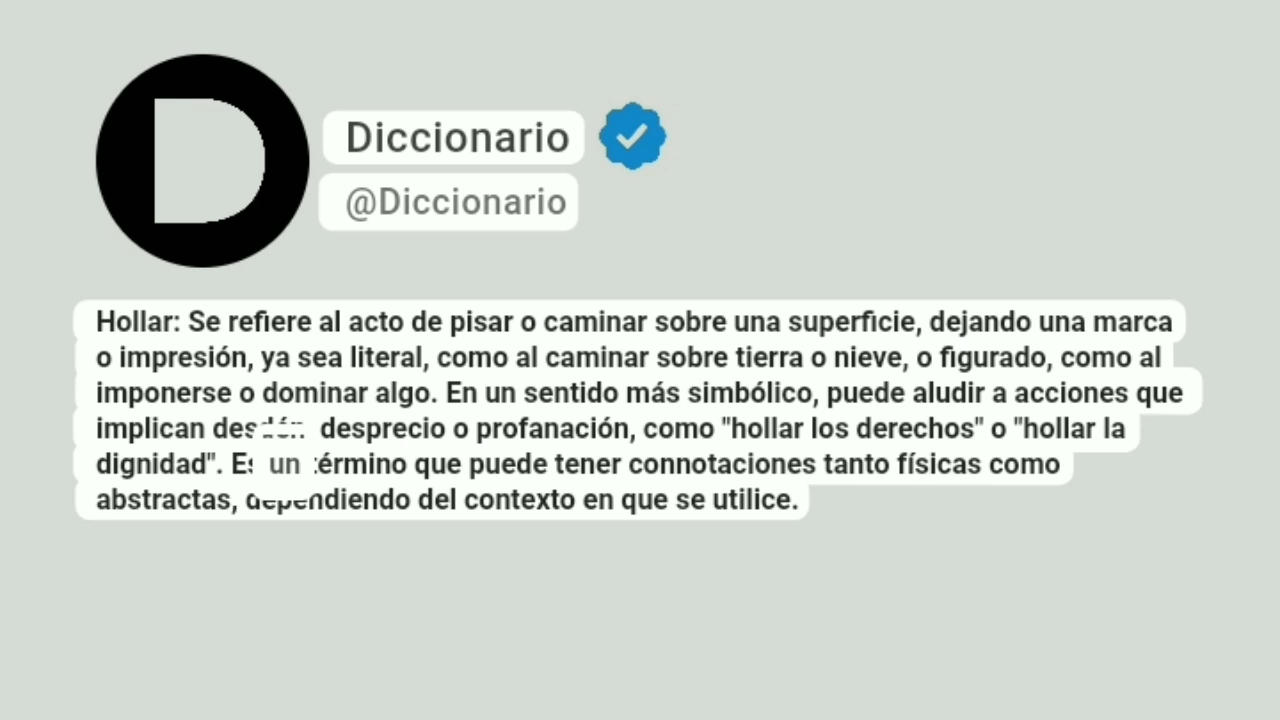 Diccionario
@Diccionario
Hollar: Se refiere al acto de pisar o caminar sobre una superficie, dejando una marca
o impresión, ya sea literal, como al caminar sobre tierra o nieve, o figurado, como al
imponerse o dominar algo. En un sentido más simbólico, puede aludir a acciones que
implican desdén desprecio o profanación, como "hollar los derechos" o "hollar la
dignidad". Es un término que puede tener connotaciones tanto físicas como
abstractas, dependiendo del contexto en que se utilice.